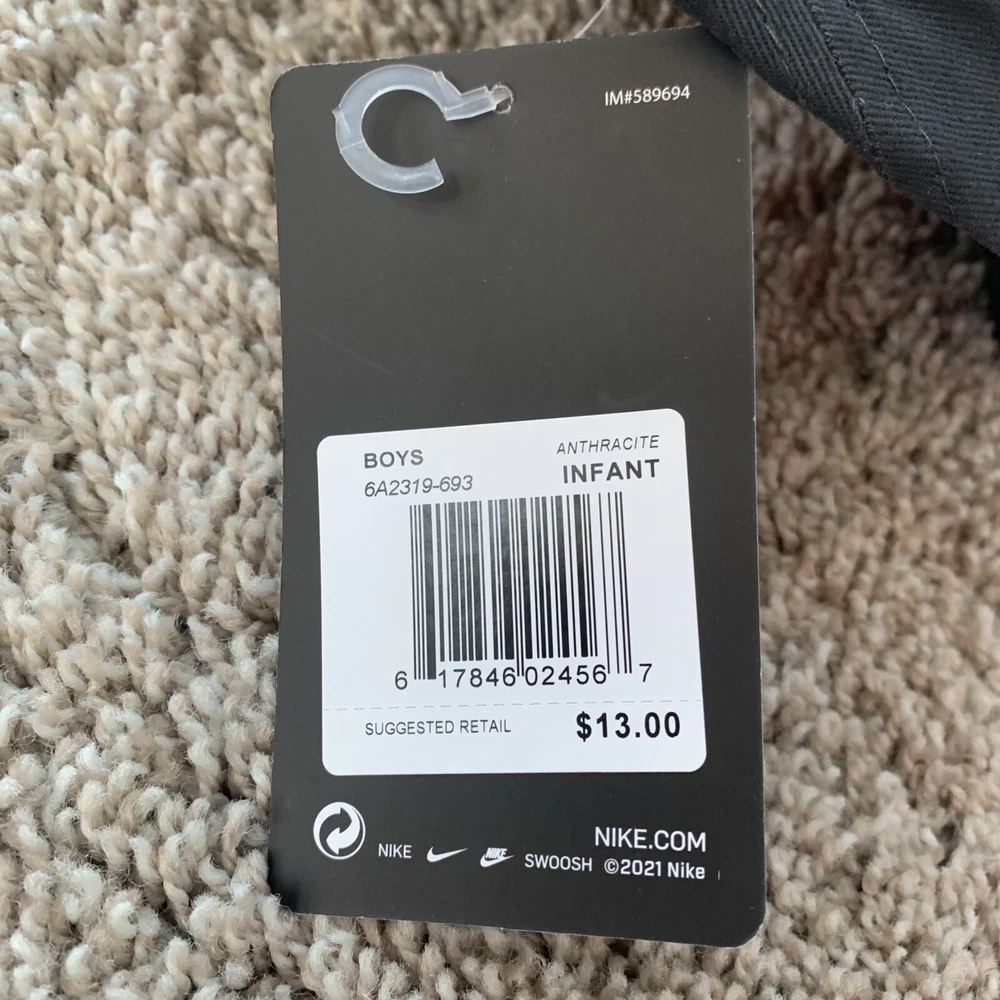 IM#589694
BOYS
ANTHRACITE
6A2319-693
INFANT
6 17846 02456 7
SUGGESTED RETAIL $13.00
NIKE.COM
NIKE NIKE SWOOSH ©2021 Nike